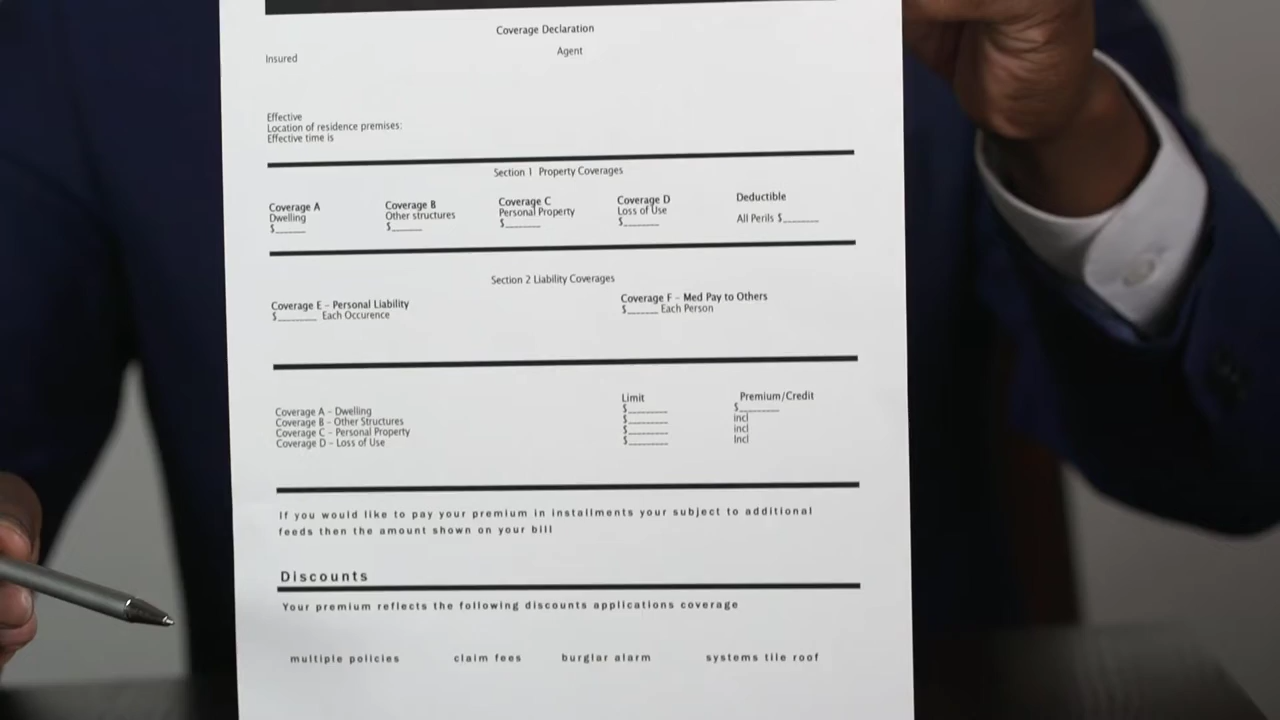 Coverage Declaration
Insured Agent
Effective
Location of residence premises:
Effective time is
Section 1 Property Coverages
Coverage A Coverage B Coverage C Coverage D Deductible
Dwelling Other structures Personal Property Loss of Use
$______ $______ $______ $______ All Perils $______
Section 2 Liability Coverages
Coverage E – Personal Liability Coverage F – Med Pay to Others
$______ Each Occurence $______ Each Person
Limit Premium/Credit
Coverage A – Dwelling $______ $______
Coverage B – Other Structures $______ incl
Coverage C – Personal Property $______ incl
Coverage D – Loss of Use $______ Incl
If you would like to pay your premium in installments your subject to additional
feeds then the amount shown on your bill
Discounts
Your premium reflects the following discounts applications coverage
multiple policies claim fees burglar alarm systems tile roof